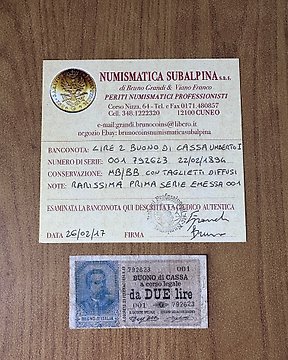 NUMISMATICA SUBALPINA s.a.s.
di Bruno Grandi & Viano Franco
PERITI NUMISMATICI PROFESSIONISTI
Corso Nizza, 64 - Tel. e Fax 0171.480857
Cell. 348.1222320 12100 CUNEO
e-mail:grandi.brunocoins@libero.it
negozio Ebay: brunocoinsnumismaticasubalpina
BANCONOTA: LIRE 2 BUONO DI CASSA UMBERTO I
NUMERO DI SERIE: 001 792623. 22/02/1894
CONSERVAZIONE: MB/BB CON TAGLIETTI DIFFUSI
NOTE: RARISSIMA PRIMA SERIE EMESSA 001
ESAMINATA LA BANCONOTA QUI DESCRITTA LA GIUDICO AUTENTICA
DATA 26/02/17 FIRMA
792623 001
BUONO DI CASSA
a corso legale
da DUE lire
001 792623
REGNO D'ITALIA